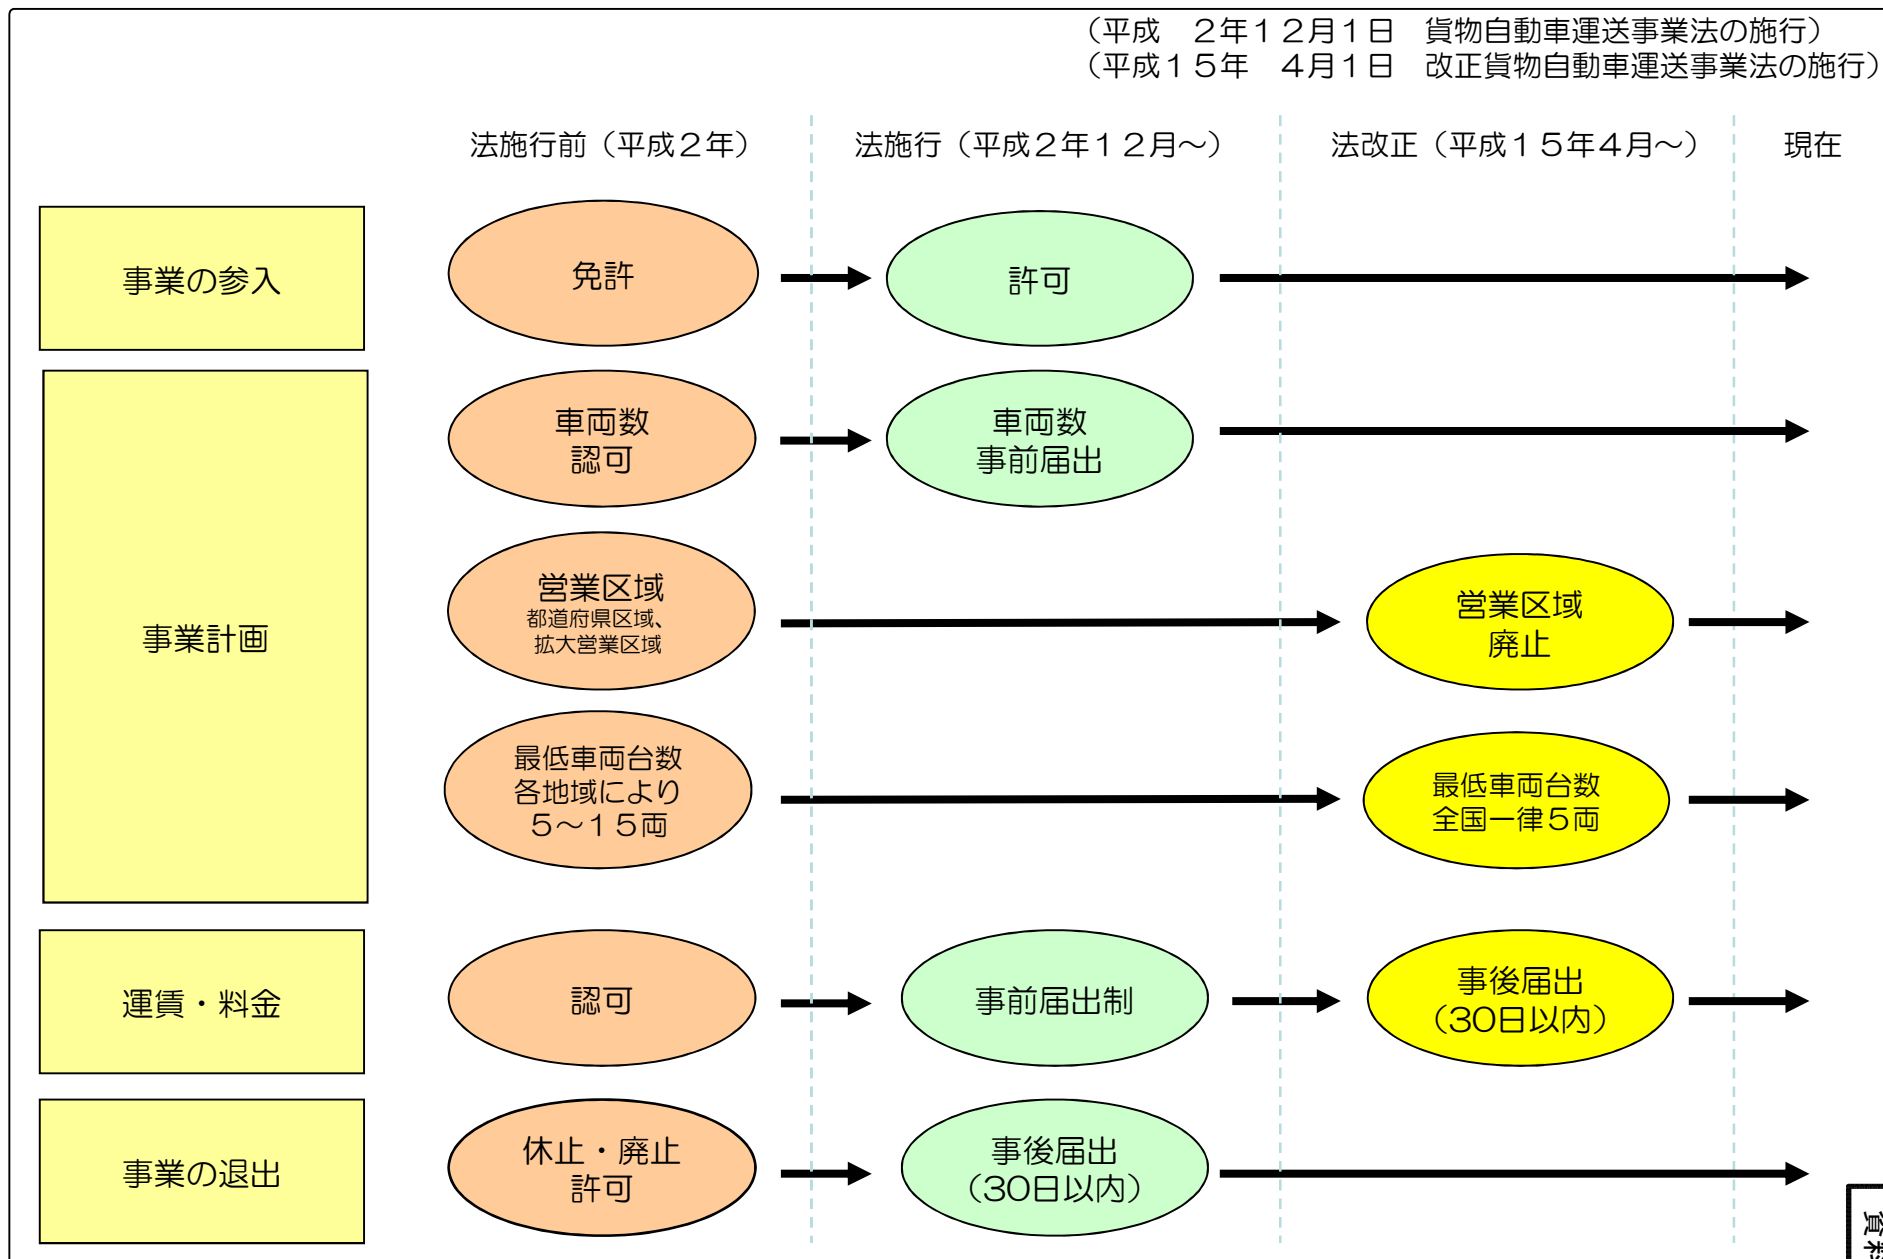 （平成　２年１２月１日　貨物自動車運送事業法の施行）
（平成１５年　４月１日　改正貨物自動車運送事業法の施行）
法施行前（平成２年）
法施行（平成２年１２月～）
法改正（平成１５年４月～）
現在
事業の参入
免許
許可
事業計画
車両数
認可
車両数
事前届出
営業区域
都道府県区域、
拡大営業区域
営業区域
廃止
最低車両台数
各地域により
５～１５両
最低車両台数
全国一律５両
運賃・料金
認可
事前届出制
事後届出
（30日以内）
事業の退出
休止・廃止
許可
事後届出
（30日以内）
資料